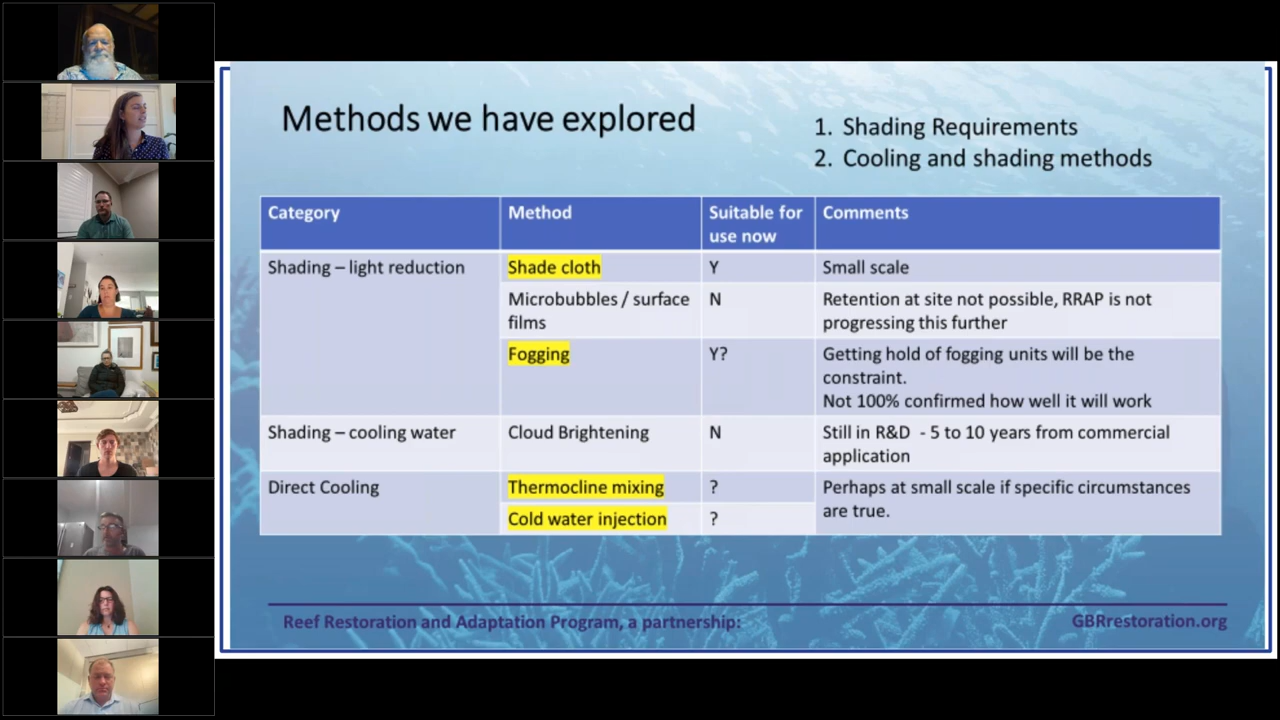 Methods we have explored
1. Shading Requirements
2. Cooling and shading methods
Category Method Suitable for use now Comments
Shading – light reduction Shade cloth Y Small scale
Microbubbles / surface films N Retention at site not possible, RRAP is not progressing this further
Fogging Y? Getting hold of fogging units will be the constraint.
Not 100% confirmed how well it will work
Shading – cooling water Cloud Brightening N Still in R&D - 5 to 10 years from commercial application
Direct Cooling Thermocline mixing ? Perhaps at small scale if specific circumstances are true.
Cold water injection ?
Reef Restoration and Adaptation Program, a partnership: GBRrestoration.org